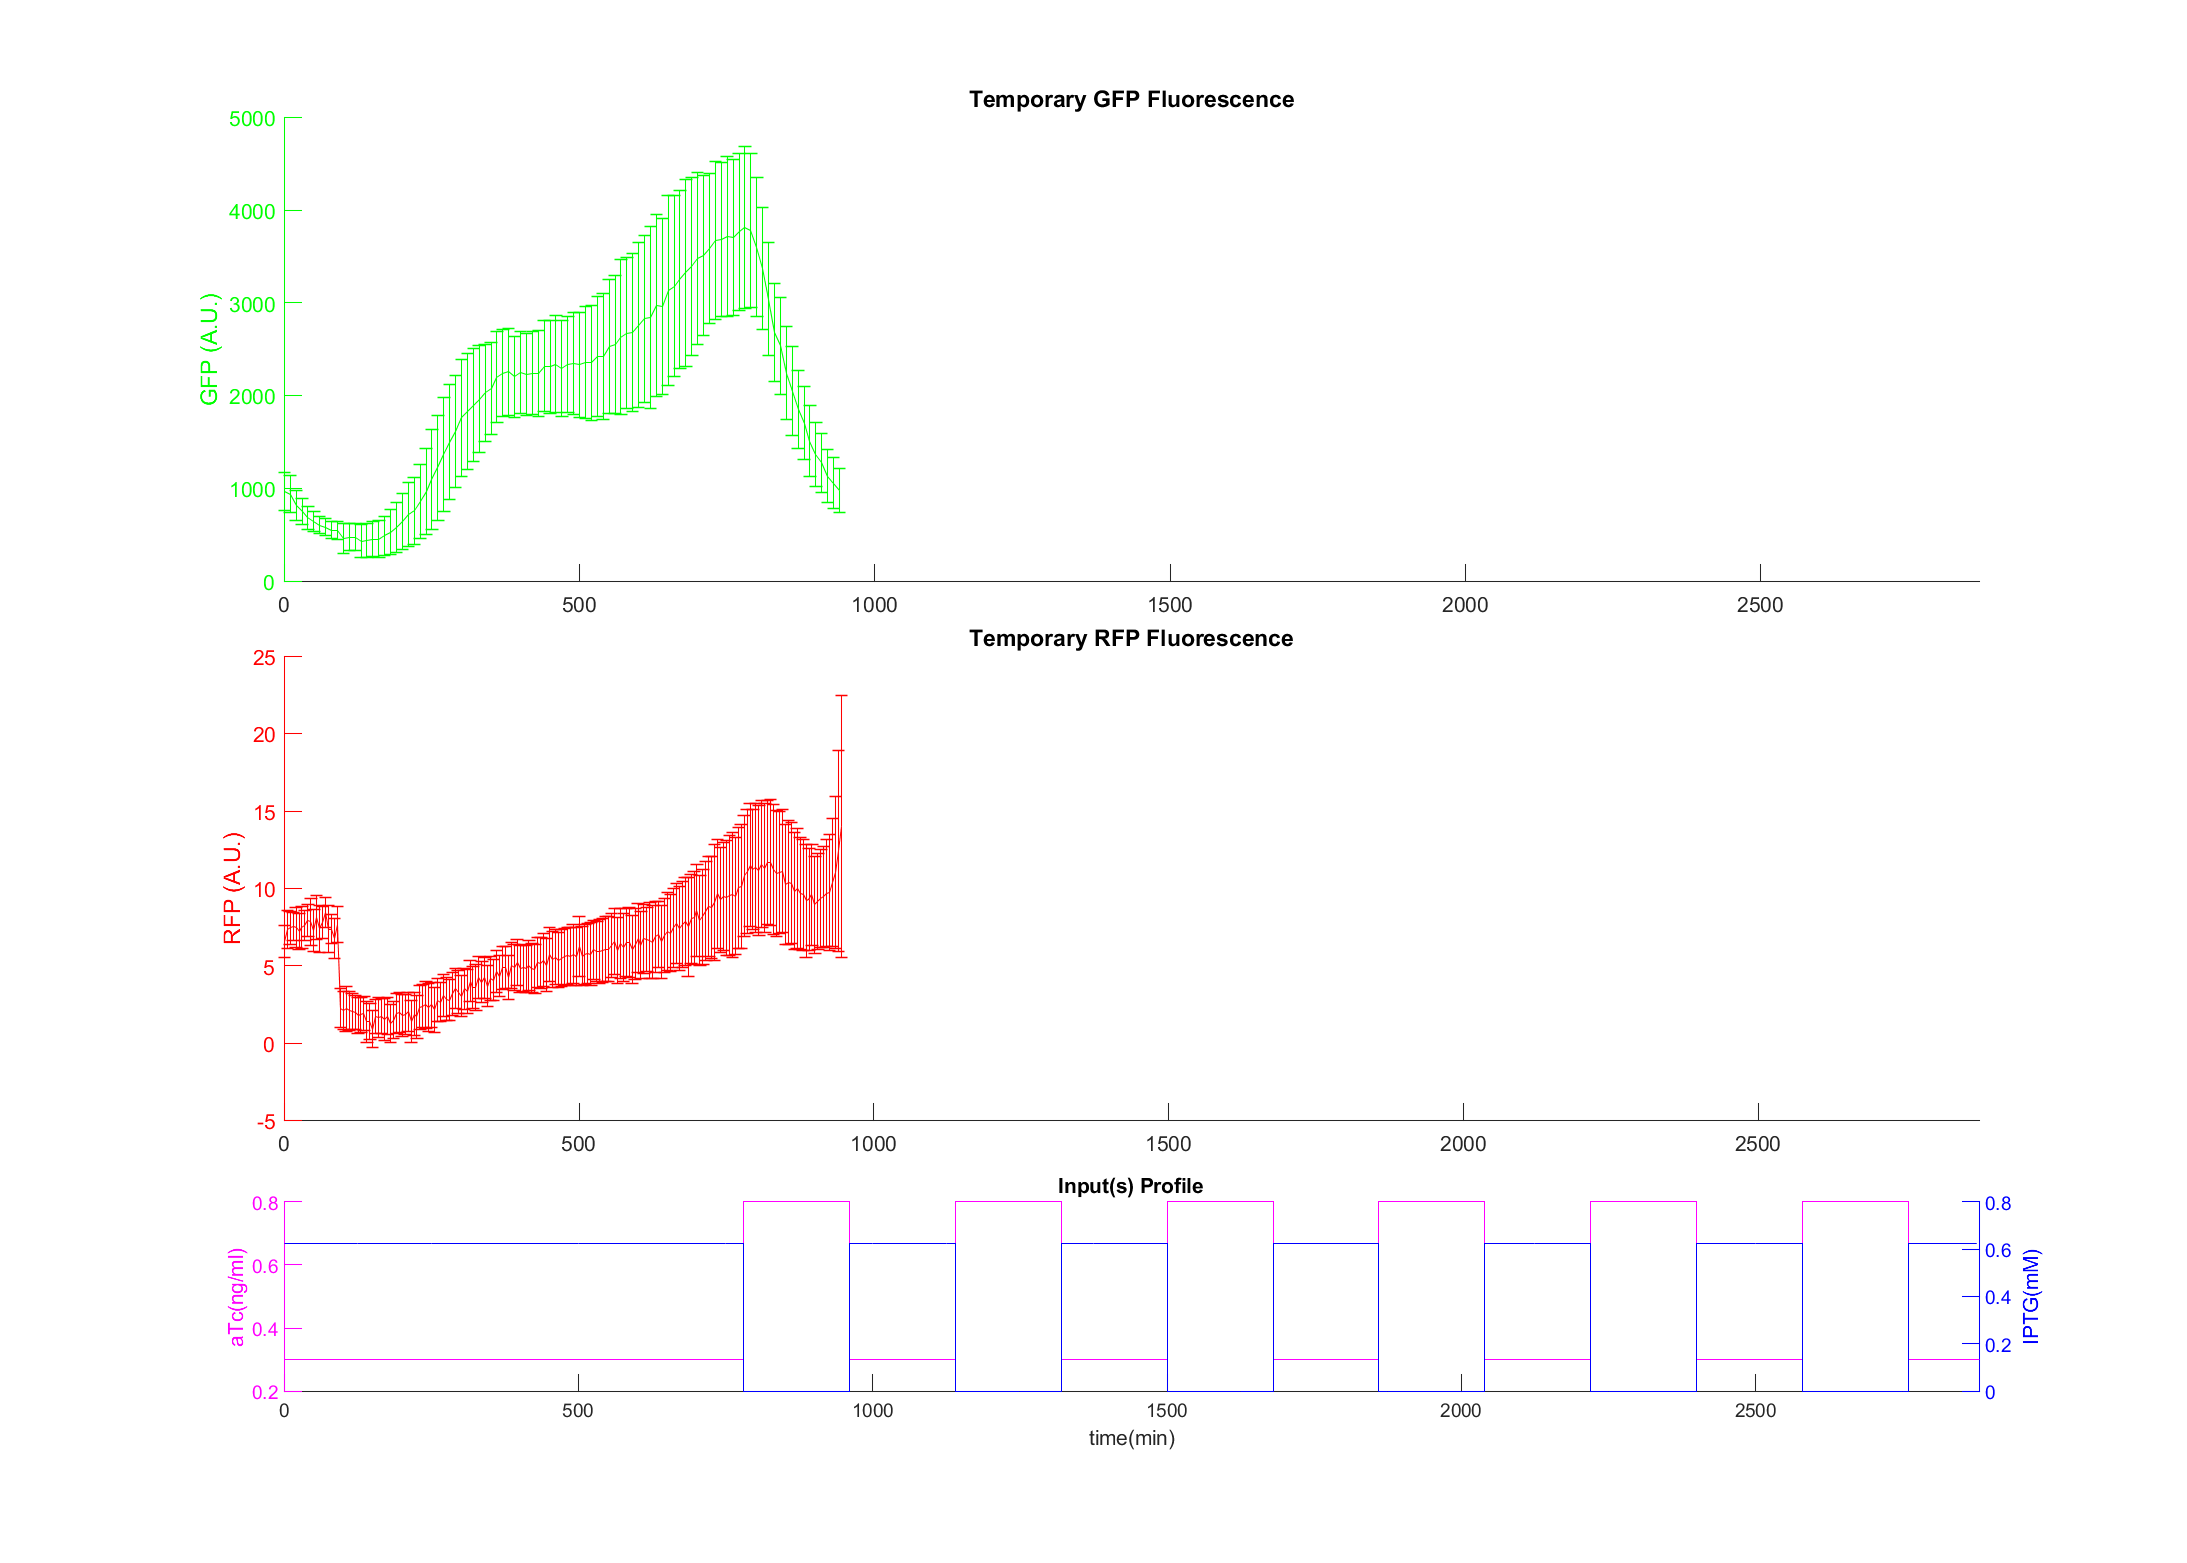 Temporary GFP Fluorescence
5000
4000
3000
2000
1000
0
GFP (A.U.)
0 500 1000 1500 2000 2500
Temporary RFP Fluorescence
25
20
15
10
5
0
-5
RFP (A.U.)
0 500 1000 1500 2000 2500
Input(s) Profile
0.8
0.6
0.4
0.2
aTc(ng/ml)
0.8
0.6
0.4
0.2
0
IPTG(mM)
0 500 1000 1500 2000 2500
time(min)